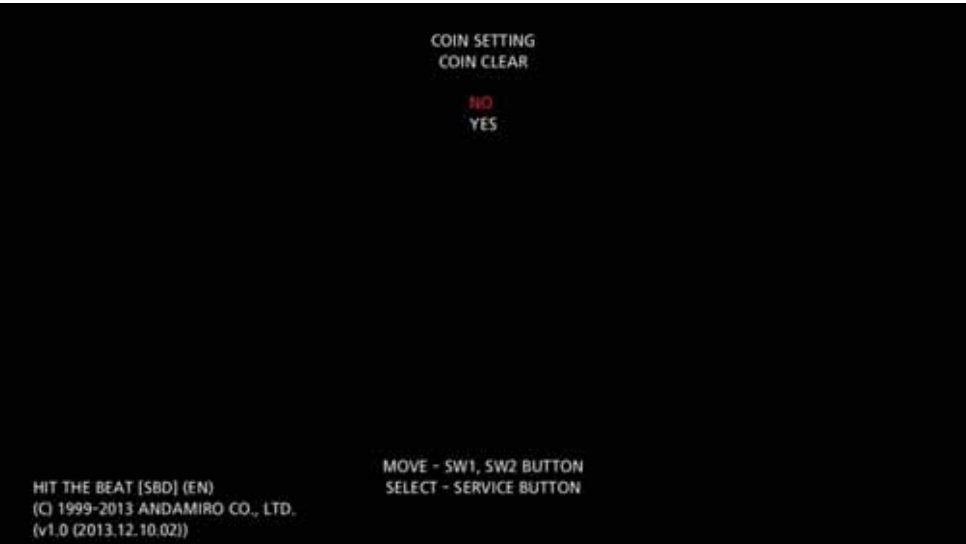 COIN SETTING
COIN CLEAR
NO
YES
MOVE - SW1, SW2 BUTTON
SELECT - SERVICE BUTTON
HIT THE BEAT [SBD] (EN)
(C) 1999-2013 ANDAMIRO CO., LTD.
(v1.0 (2013.12.10.02))